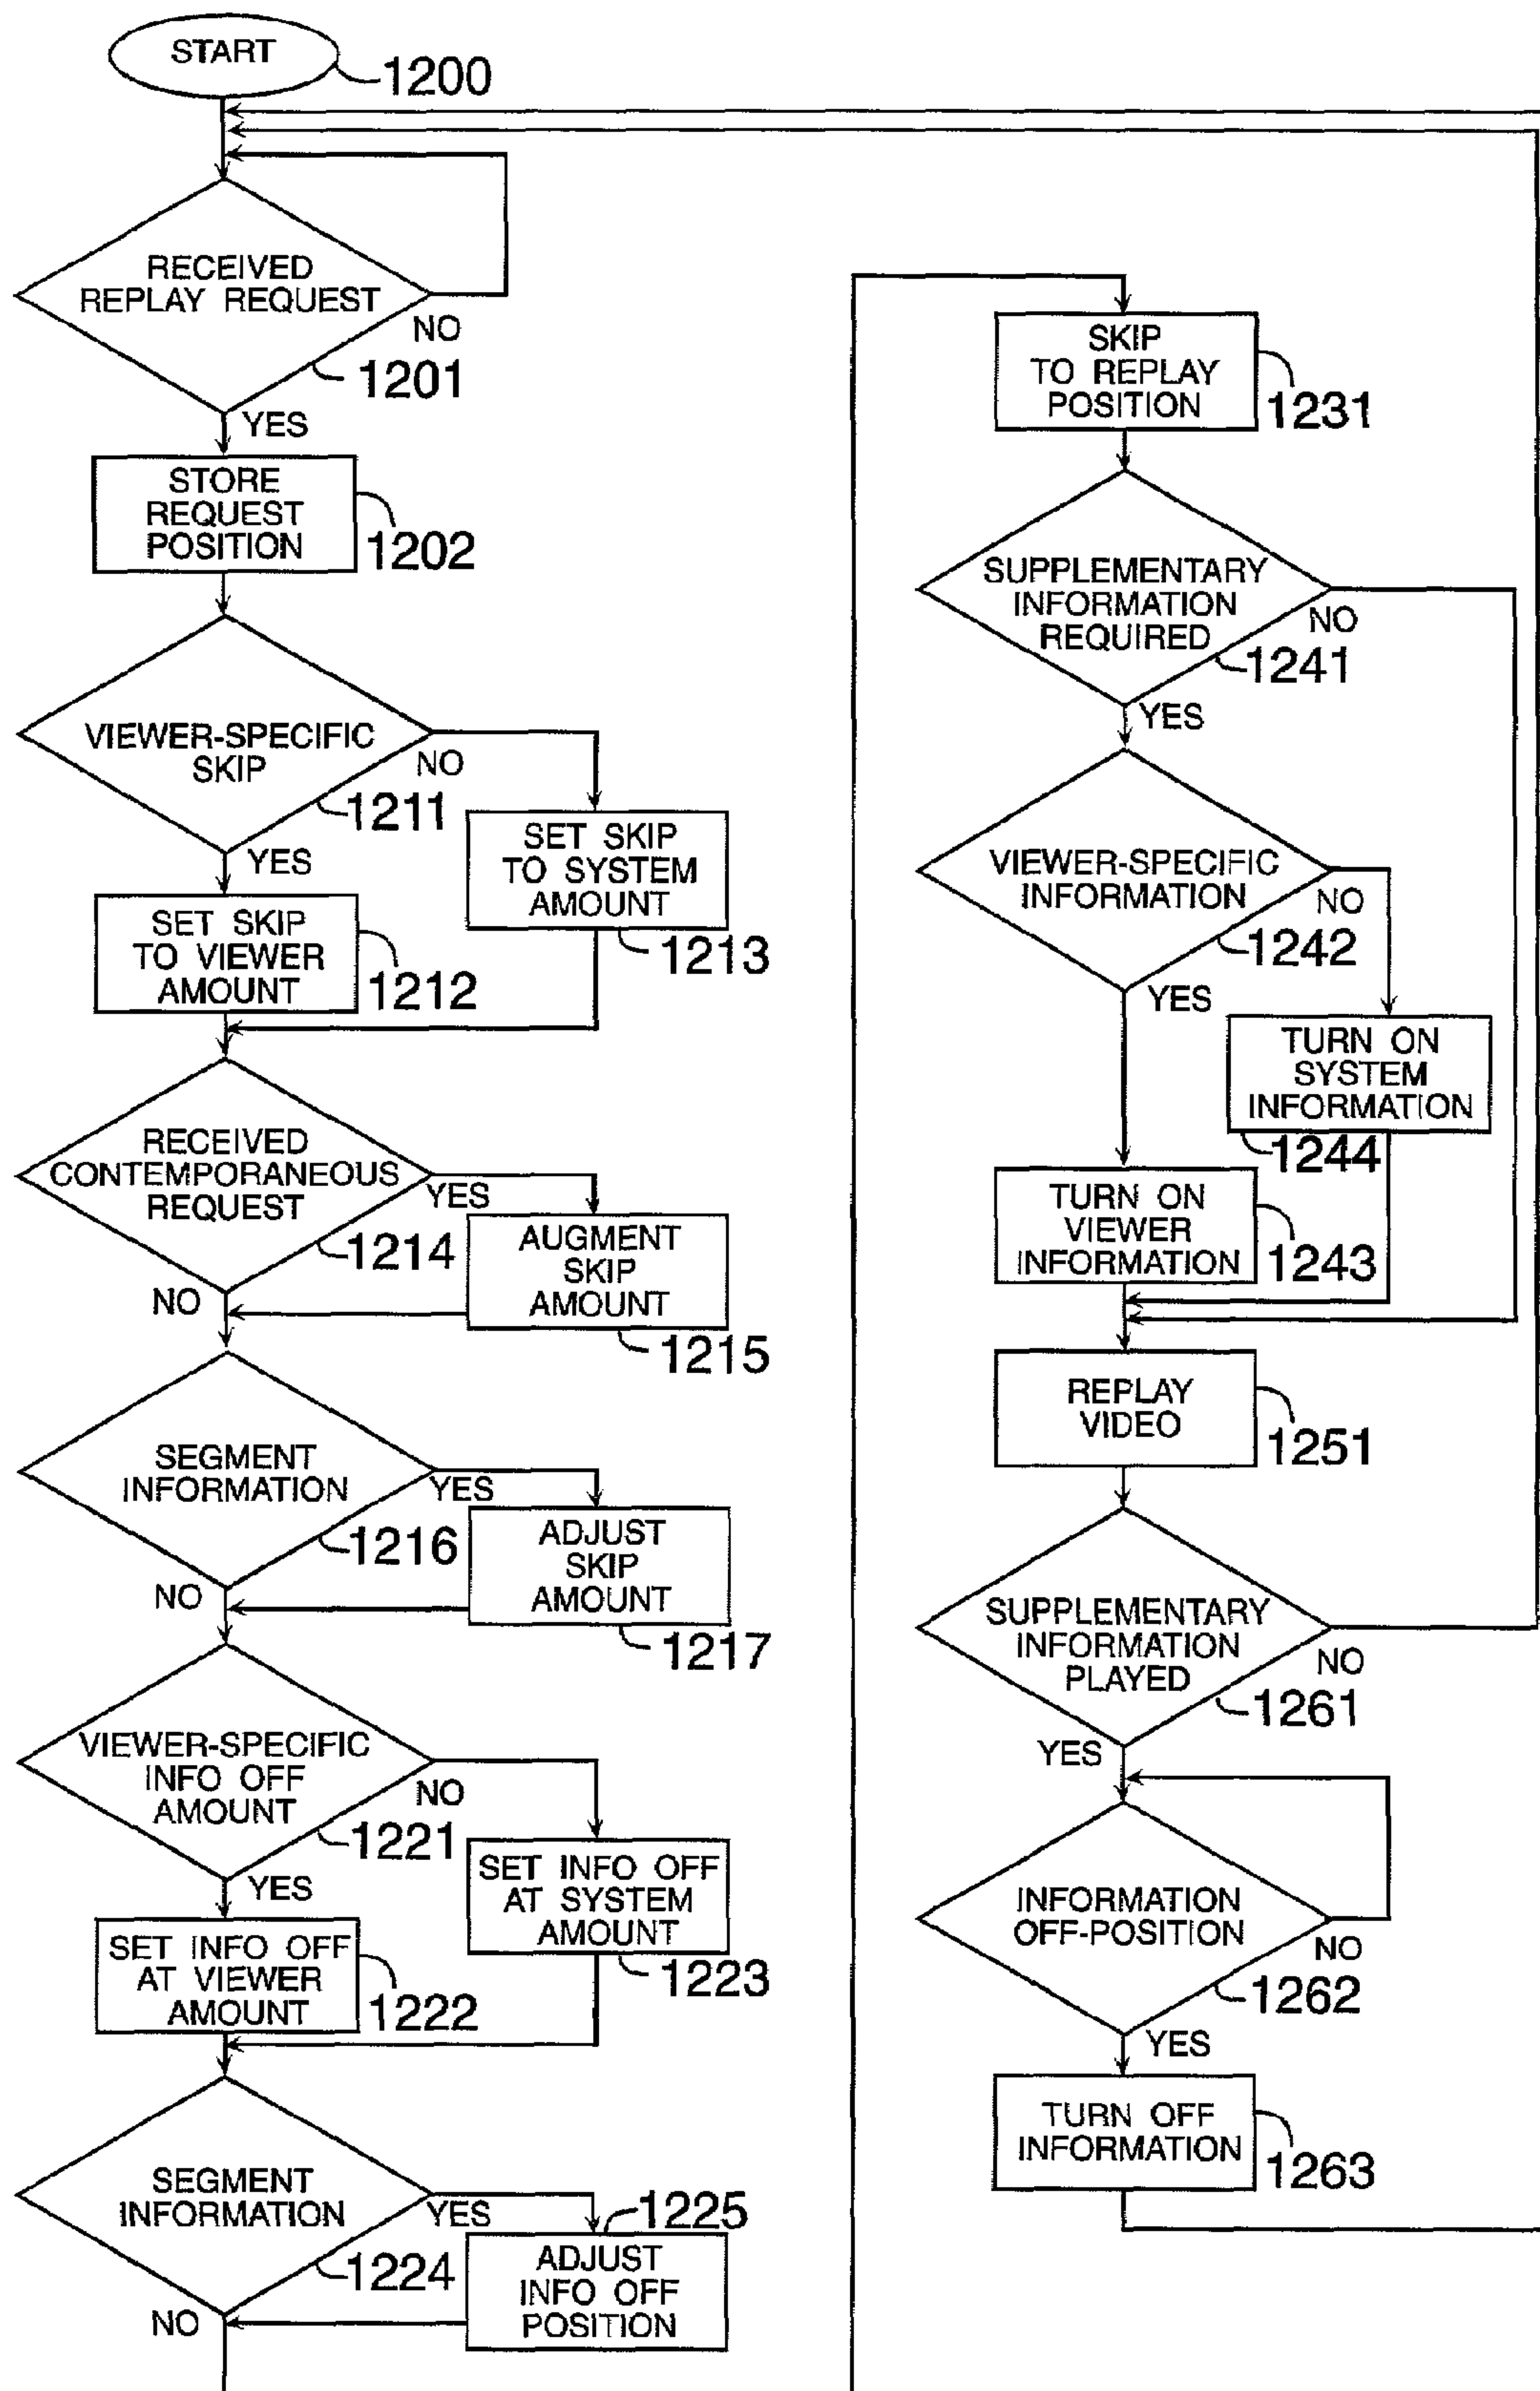 START
1200
RECEIVED
REPLAY REQUEST
NO
1201
YES
STORE
REQUEST
POSITION
1202
VIEWER-SPECIFIC
SKIP
NO
1211
YES
SET SKIP
TO SYSTEM
AMOUNT
1213
SET SKIP
TO VIEWER
AMOUNT
1212
RECEIVED
CONTEMPORANEOUS
REQUEST
YES
1214
NO
AUGMENT
SKIP
AMOUNT
1215
SEGMENT
INFORMATION
YES
1216
NO
ADJUST
SKIP
AMOUNT
1217
VIEWER-SPECIFIC
INFO OFF
AMOUNT
NO
1221
YES
SET INFO OFF
AT SYSTEM
AMOUNT
1223
SET INFO OFF
AT VIEWER
AMOUNT
1222
SEGMENT
INFORMATION
YES
1224
NO
1225
ADJUST
INFO OFF
POSITION
SKIP
TO REPLAY
POSITION
1231
SUPPLEMENTARY
INFORMATION
REQUIRED
NO
1241
YES
VIEWER-SPECIFIC
INFORMATION
NO
1242
YES
TURN ON
SYSTEM
INFORMATION
1244
TURN ON
VIEWER
INFORMATION
1243
REPLAY
VIDEO
1251
SUPPLEMENTARY
INFORMATION
PLAYED
NO
1261
YES
INFORMATION
OFF-POSITION
NO
1262
YES
TURN OFF
INFORMATION
1263